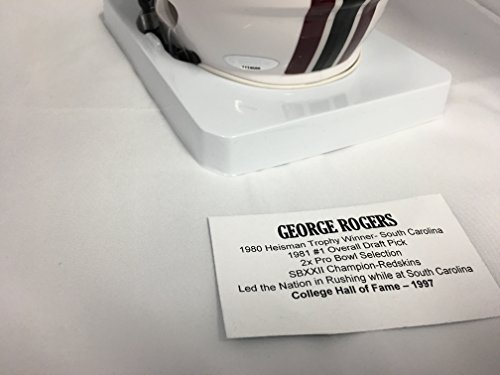 GEORGE ROGERS
1980 Heisman Trophy Winner- South Carolina
1981 #1 Overall Draft Pick
2x Pro Bowl Selection
SBXXII Champion-Redskins
Led the Nation in Rushing while at South Carolina
College Hall of Fame – 1997